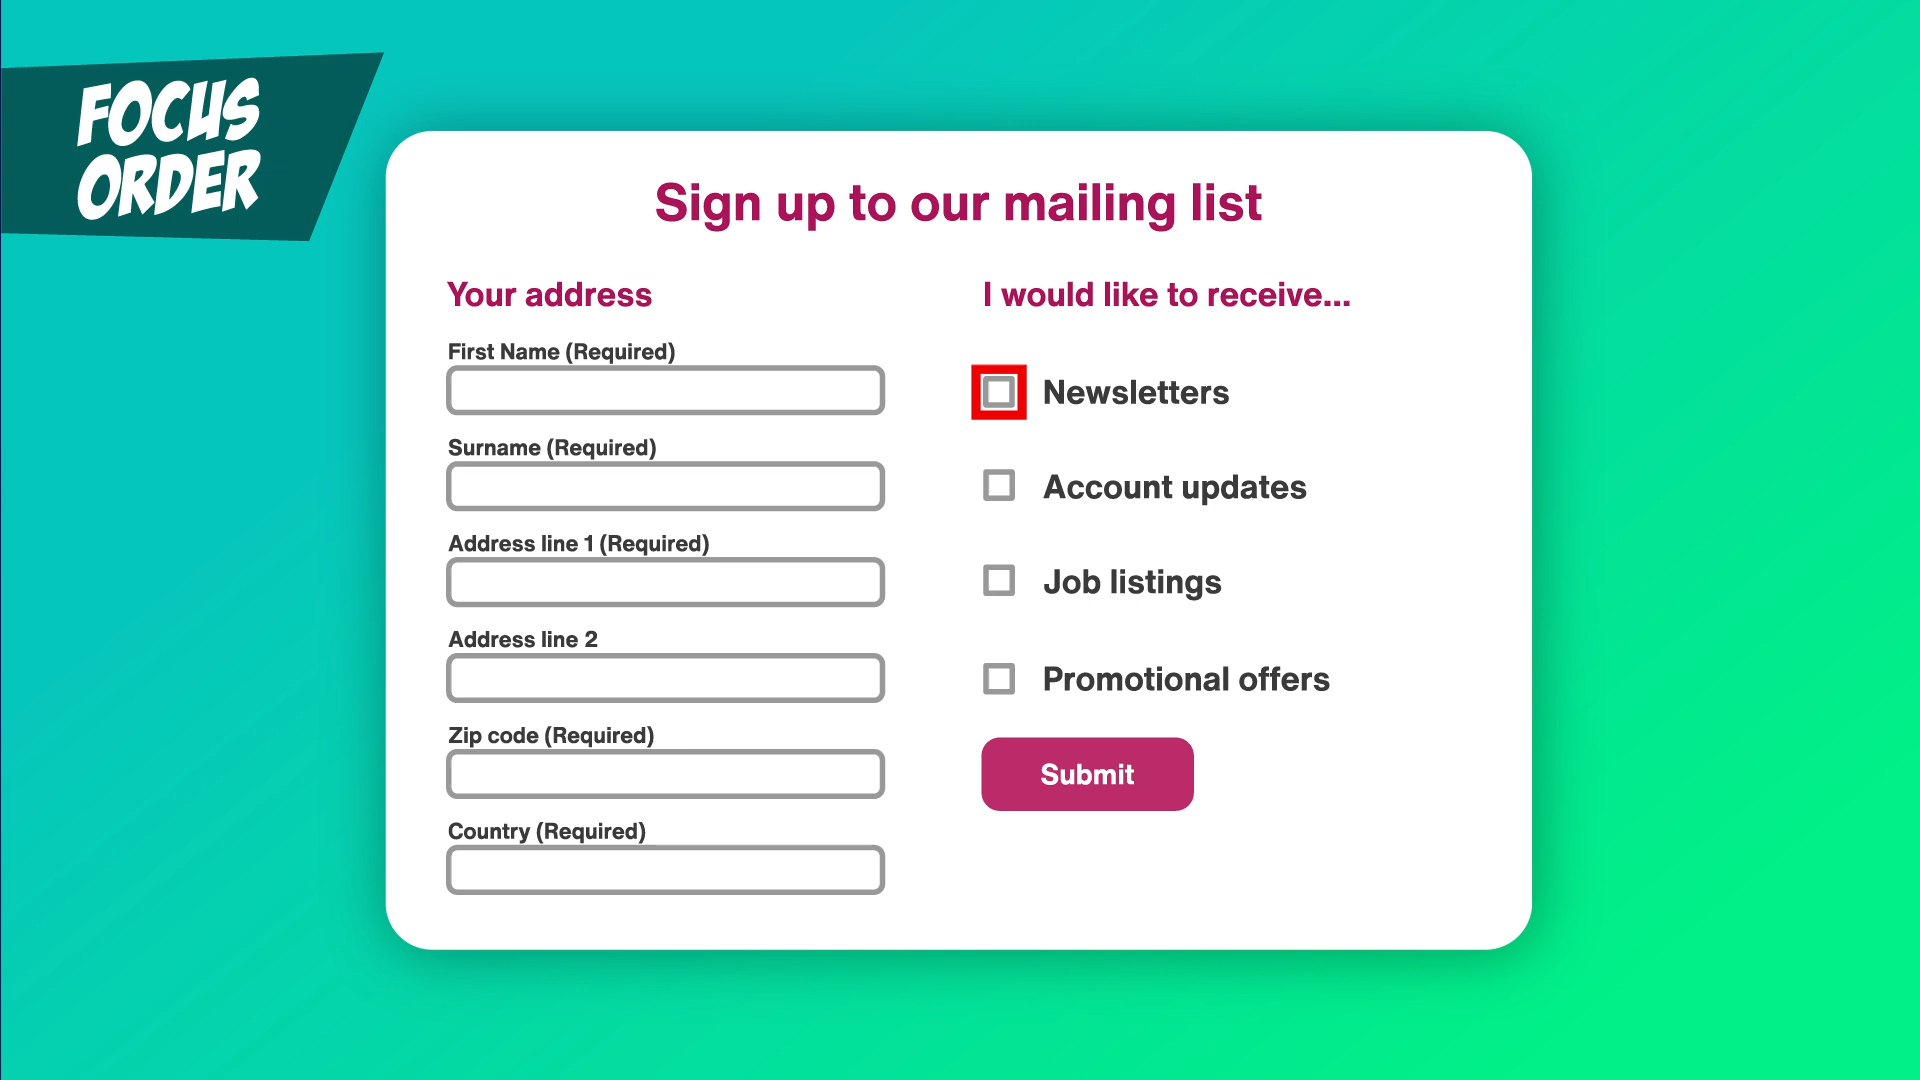 FOCUS
ORDER
Sign up to our mailing list
Your address
First Name (Required)
Surname (Required)
Address line 1 (Required)
Address line 2
Zip code (Required)
Country (Required)
I would like to receive...
Newsletters
Account updates
Job listings
Promotional offers
Submit